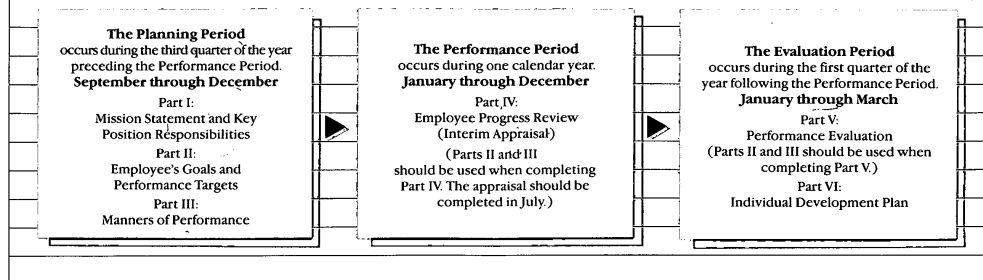 The Planning Period
occurs during the third quarter of the year
preceding the Performance Period.
September through December
Part I:
Mission Statement and Key
Position Responsibilities
Part II:
Employee's Goals and
Performance Targets
Part III:
Manners of Performance
The Performance Period
occurs during one calendar year.
January through December
Part IV:
Employee Progress Review
(Interim Appraisal)
(Parts II and III
should be used when completing
Part IV. The appraisal should be
completed in July.)
The Evaluation Period
occurs during the first quarter of the
year following the Performance Period.
January through March
Part V:
Performance Evaluation
(Parts II and III should be used when
completing Part V.)
Part VI:
Individual Development Plan